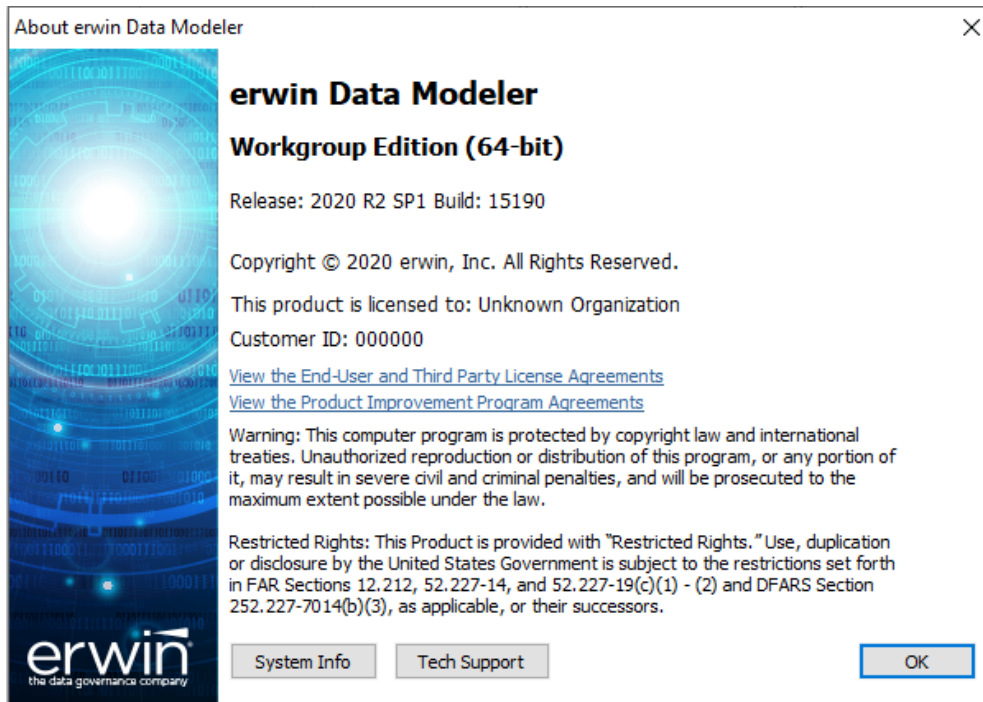 About erwin Data Modeler
erwin Data Modeler
Workgroup Edition (64-bit)
Release: 2020 R2 SP1 Build: 15190
Copyright © 2020 erwin, Inc. All Rights Reserved.
This product is licensed to: Unknown Organization
Customer ID: 000000
View the End-User and Third Party License Agreements
View the Product Improvement Program Agreements
Warning: This computer program is protected by copyright law and international
treaties. Unauthorized reproduction or distribution of this program, or any portion of
it, may result in severe civil and criminal penalties, and will be prosecuted to the
maximum extent possible under the law.
Restricted Rights: This Product is provided with “Restricted Rights.” Use, duplication
or disclosure by the United States Government is subject to the restrictions set forth
in FAR Sections 12.212, 52.227-14, and 52.227-19(c)(1) - (2) and DFARS Section
252.227-7014(b)(3), as applicable, or their successors.
erwin®
the data governance company
System Info
Tech Support
OK